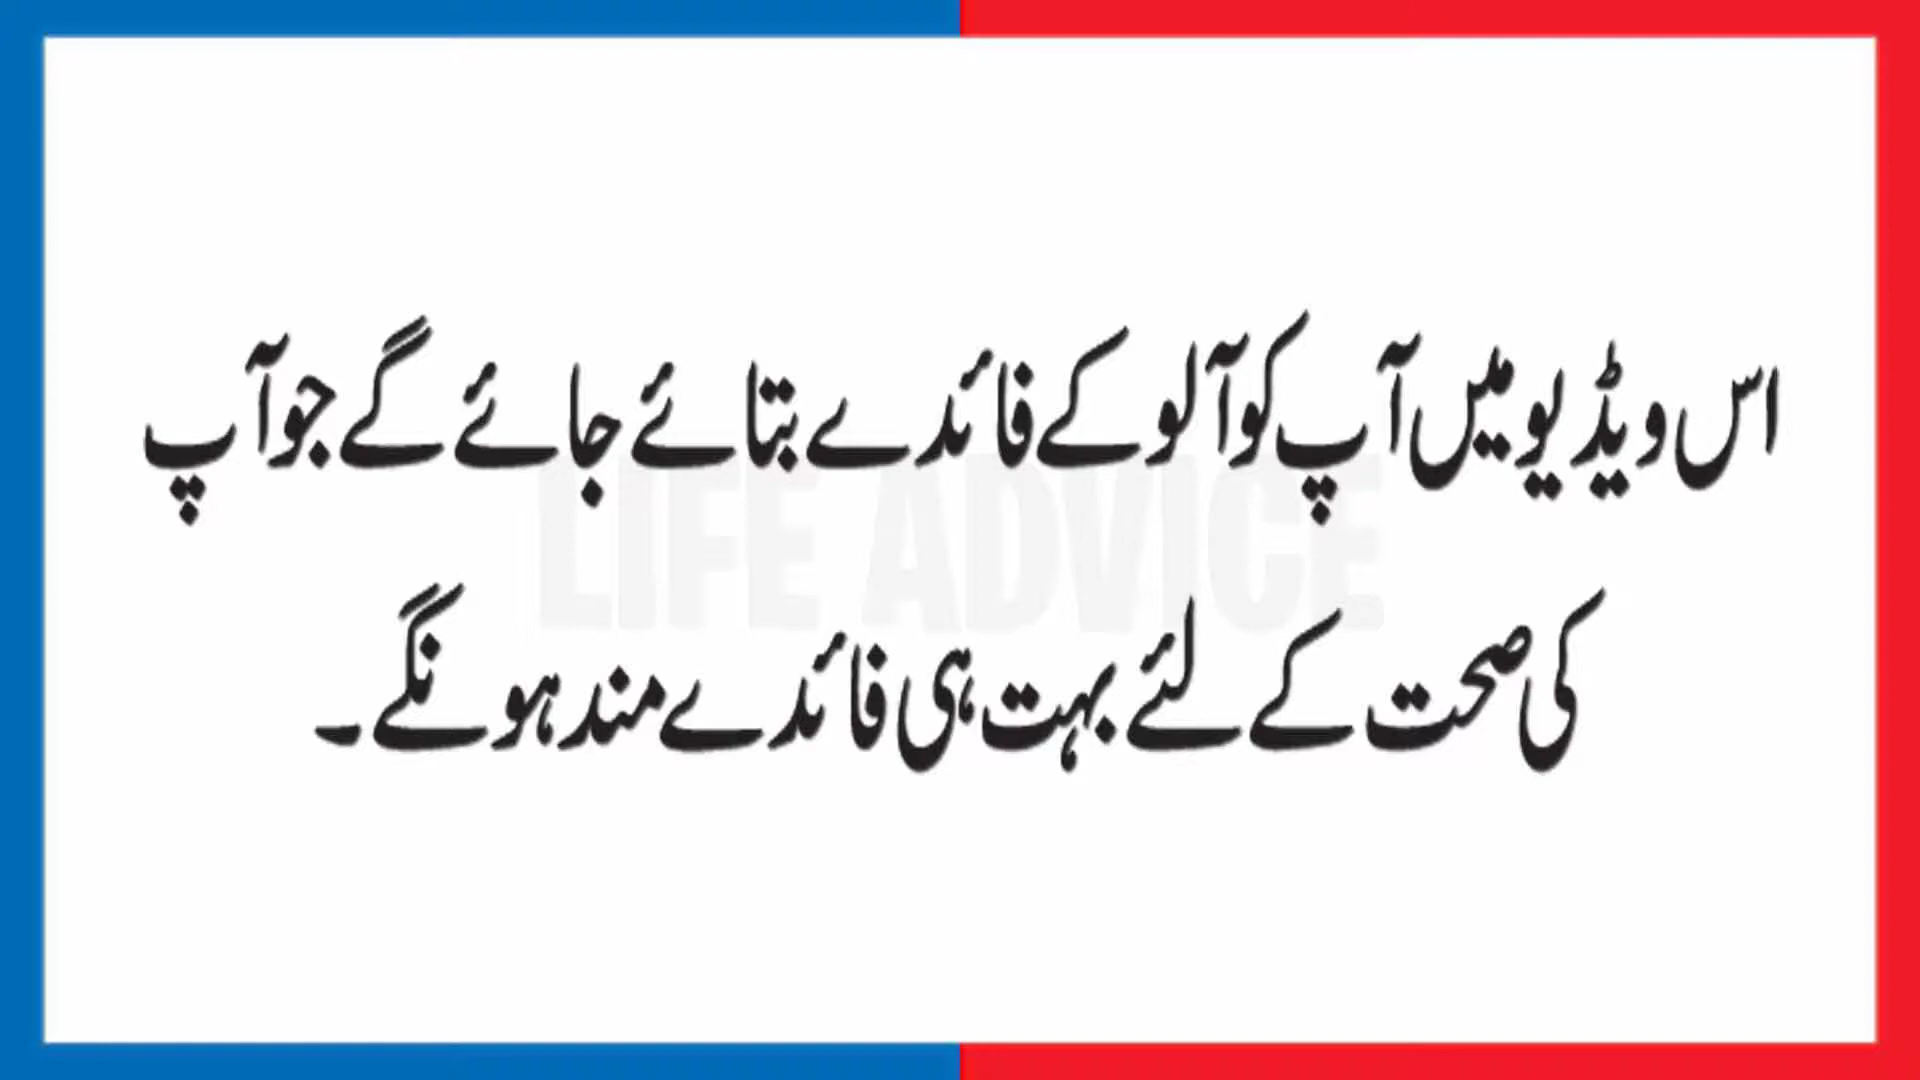 اس ویڈیو میں آپ کو آلو کے فائدے بتائے جائے گے جو آپ
LIFE ADVICE
کی صحت کے لئے بہت ہی فائدے مند ہونگے۔